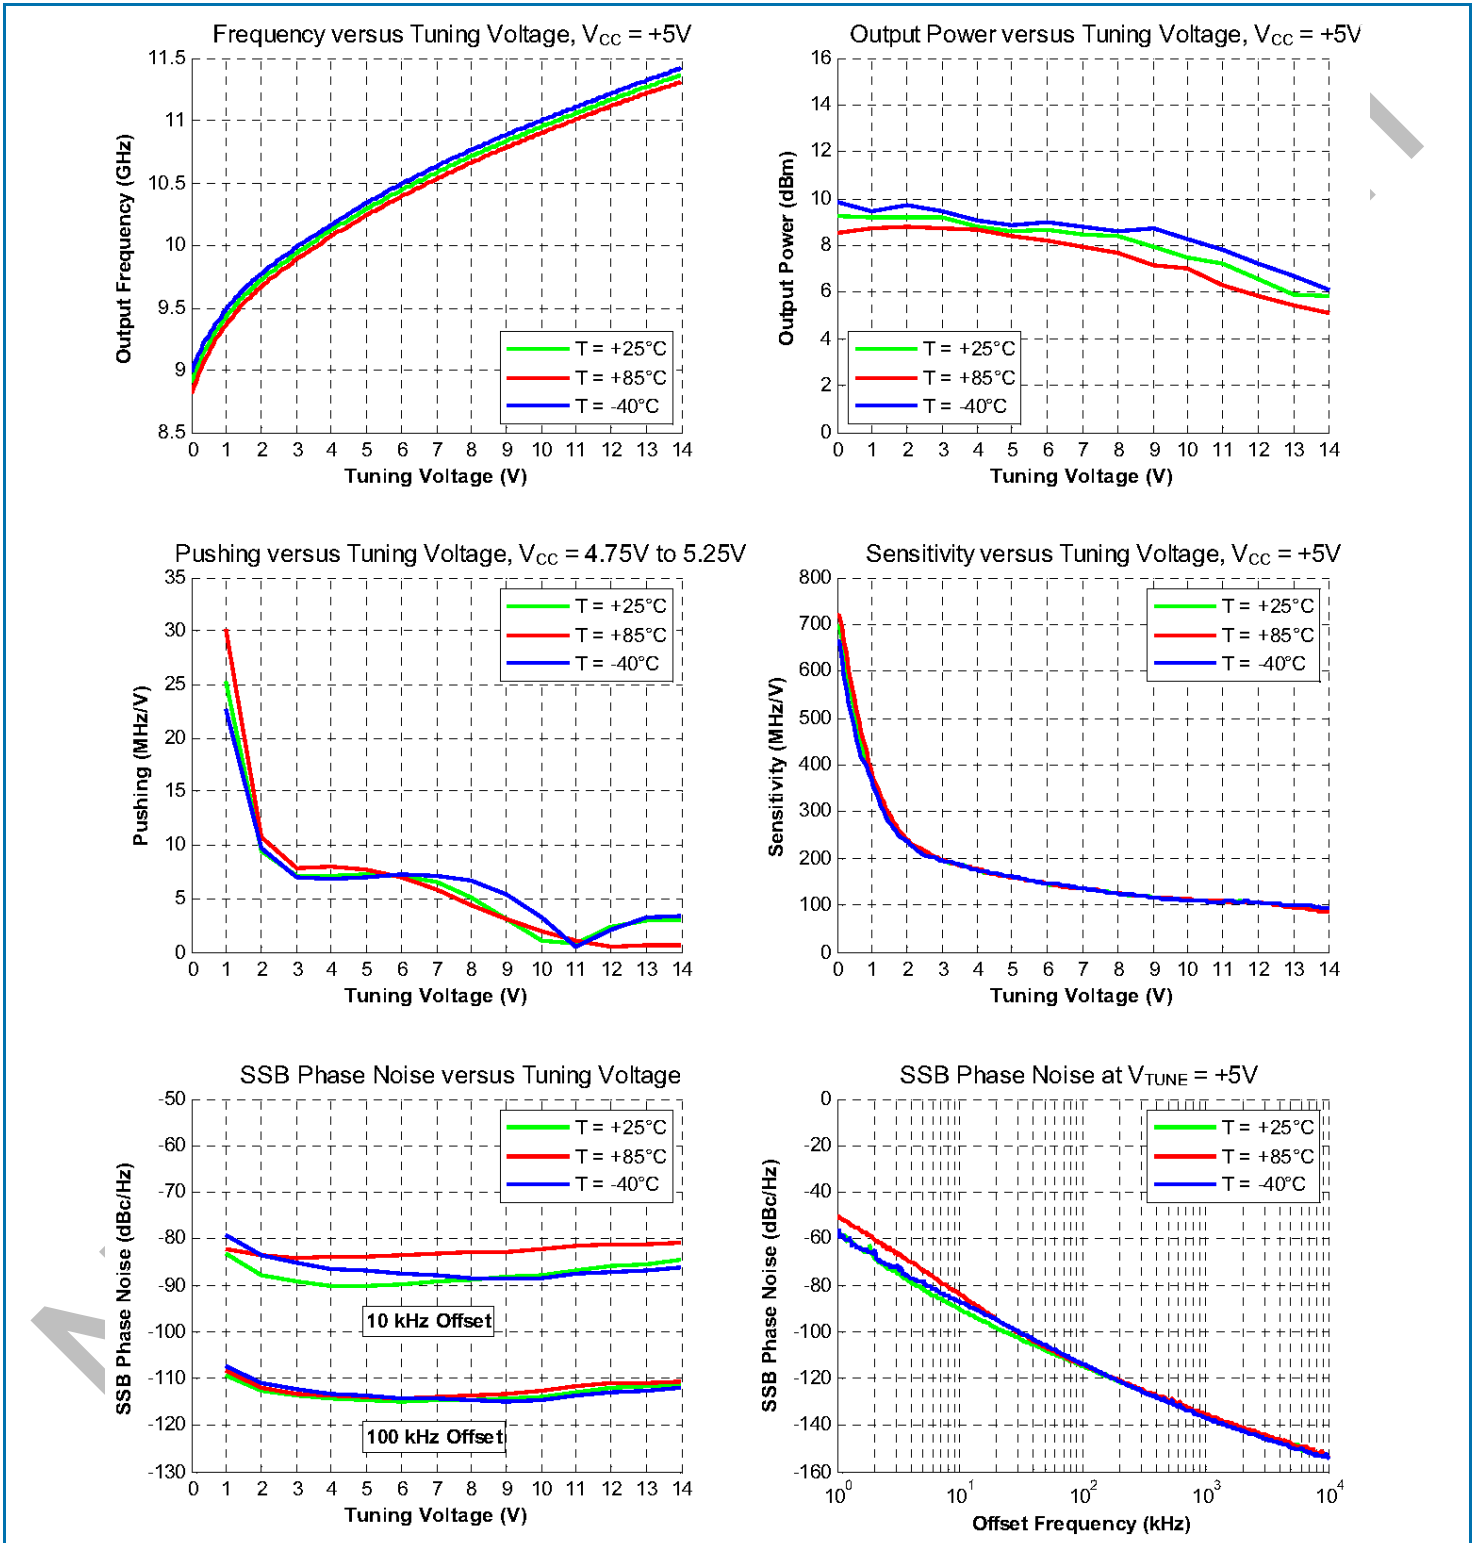 Frequency versus Tuning Voltage, VCC = +5V
11.5
11
10.5
10
9.5
9
8.5
Output Frequency (GHz)
T = +25°C
T = +85°C
T = -40°C
0 1 2 3 4 5 6 7 8 9 10 11 12 13 14
Tuning Voltage (V)
Output Power versus Tuning Voltage, VCC = +5V
16
14
12
10
8
6
4
2
0
Output Power (dBm)
T = +25°C
T = +85°C
T = -40°C
0 1 2 3 4 5 6 7 8 9 10 11 12 13 14
Tuning Voltage (V)
Pushing versus Tuning Voltage, VCC = 4.75V to 5.25V
35
30
25
20
15
10
5
0
Pushing (MHz/V)
T = +25°C
T = +85°C
T = -40°C
0 1 2 3 4 5 6 7 8 9 10 11 12 13 14
Tuning Voltage (V)
Sensitivity versus Tuning Voltage, VCC = +5V
800
700
600
500
400
300
200
100
0
Sensitivity (MHz/V)
T = +25°C
T = +85°C
T = -40°C
0 1 2 3 4 5 6 7 8 9 10 11 12 13 14
Tuning Voltage (V)
SSB Phase Noise versus Tuning Voltage
-50
-60
-70
-80
-90
-100
-110
-120
-130
SSB Phase Noise (dBc/Hz)
T = +25°C
T = +85°C
T = -40°C
10 kHz Offset
100 kHz Offset
0 1 2 3 4 5 6 7 8 9 10 11 12 13 14
Tuning Voltage (V)
SSB Phase Noise at VTUNE = +5V
0
-20
-40
-60
-80
-100
-120
-140
-160
SSB Phase Noise (dBc/Hz)
T = +25°C
T = +85°C
T = -40°C
10^0 10^1 10^2 10^3 10^4
Offset Frequency (kHz)